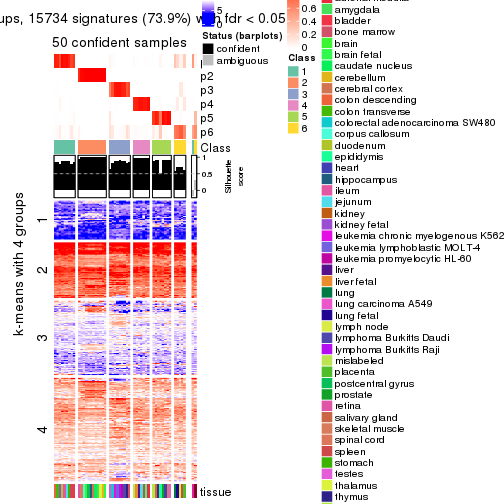 ups, 15734 signatures (73.9%) with fdr < 0.05
50 confident samples
p2
p3
p4
p5
p6
Class
1
0.5
0
Silhouette
score
k-means with 4 groups
1
2
3
4
tissue
5
0
Status (barplots)
confident
ambiguous
0.6
0.4
0.2
0
Class
1
2
3
4
5
6
amygdala
bladder
bone marrow
brain
brain fetal
caudate nucleus
cerebellum
cerebral cortex
colon descending
colon transverse
colorectal adenocarcinoma SW480
corpus callosum
duodenum
epididymis
heart
hippocampus
ileum
jejunum
kidney
kidney fetal
leukemia chronic myelogenous K562
leukemia lymphoblastic MOLT-4
leukemia promyelocytic HL-60
liver
liver fetal
lung
lung carcinoma A549
lung fetal
lymph node
lymphoma Burkitts Daudi
lymphoma Burkitts Raji
mislabeled
placenta
postcentral gyrus
prostate
retina
salivary gland
skeletal muscle
spinal cord
spleen
stomach
testes
thalamus
thymus